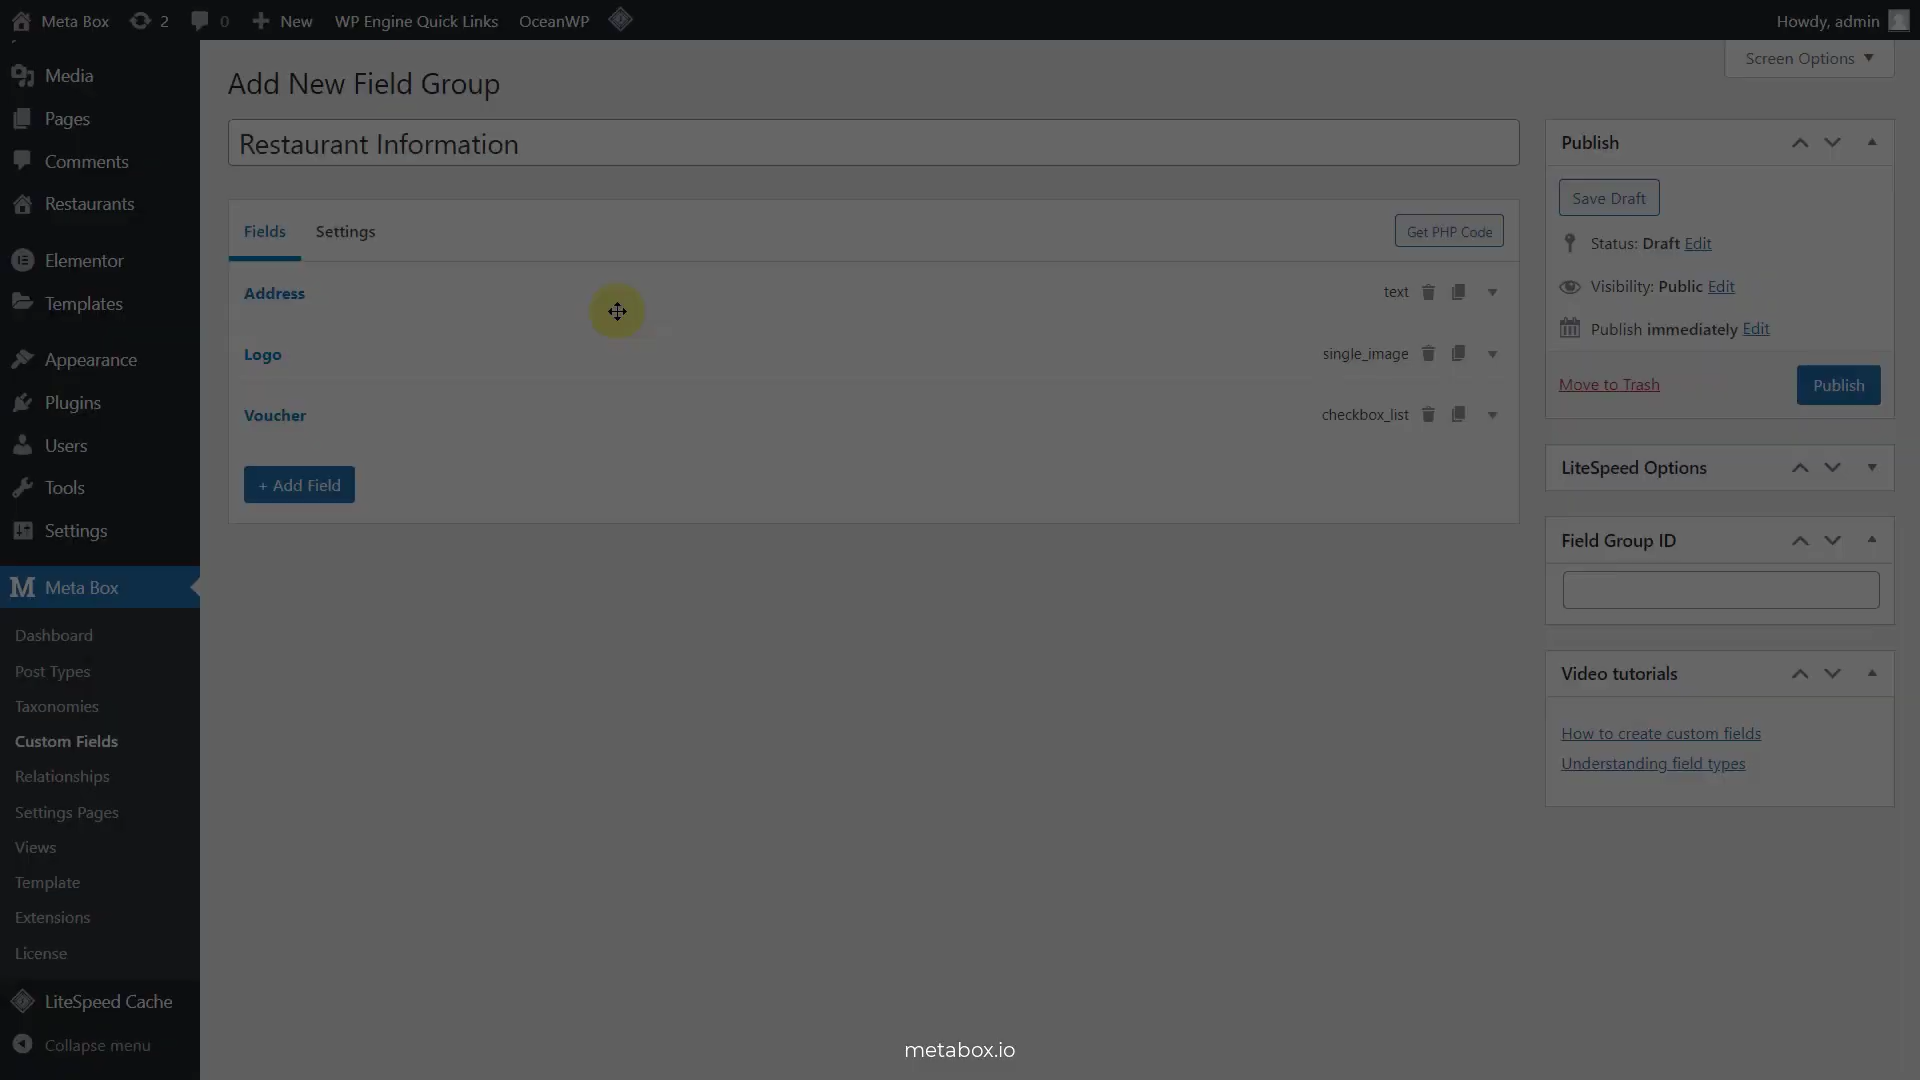 Meta Box 2 0 New WP Engine Quick Links OceanWP Howdy, admin
Media
Pages
Comments
Restaurants
Elementor
Templates
Appearance
Plugins
Users
Tools
Settings
M Meta Box
Dashboard
Post Types
Taxonomies
Custom Fields
Relationships
Settings Pages
Views
Template
Extensions
License
LiteSpeed Cache
Collapse menu
Screen Options
Add New Field Group
Restaurant Information
Fields Settings Get PHP Code
Address text
Logo single_image
Voucher checkbox_list
+ Add Field
Publish
Save Draft
Status: Draft Edit
Visibility: Public Edit
Publish immediately Edit
Move to Trash Publish
LiteSpeed Options
Field Group ID
Video tutorials
How to create custom fields
Understanding field types
metabox.io